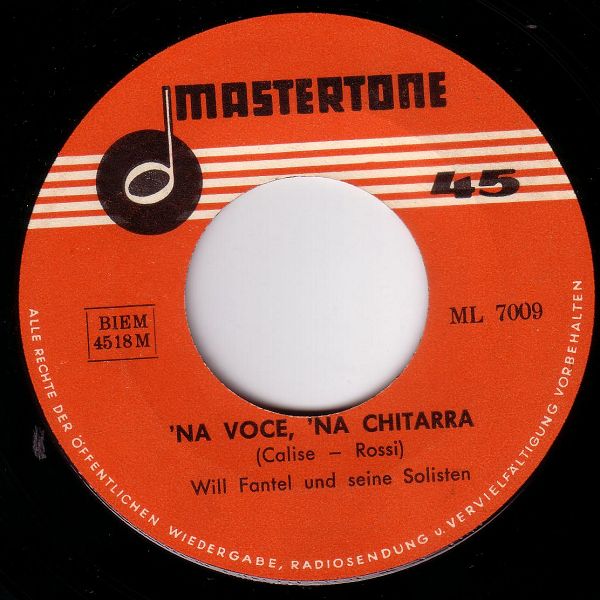 MASTERTONE
45
BIEM
4518 M
ML 7009
'NA VOCE, 'NA CHITARRA
(Calise – Rossi)
Will Fantel und seine Solisten
ALLE RECHTE DER ÖFFENTLICHEN WIEDERGABE, RADIOSENDUNG u. VERVIELFÄLTIGUNG VORBEHALTEN